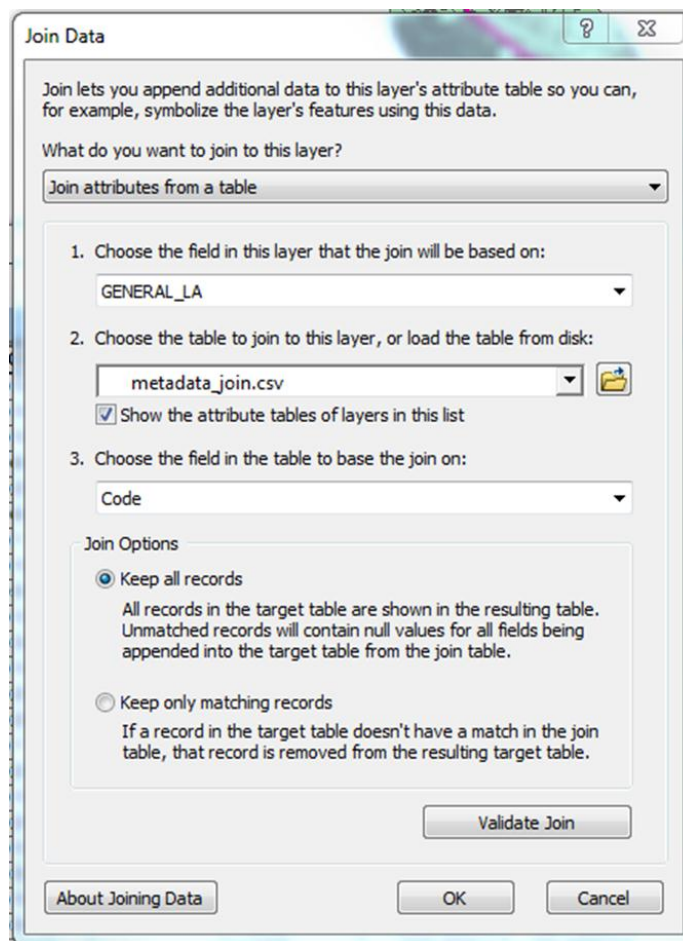 Join Data
Join lets you append additional data to this layer's attribute table so you can,
for example, symbolize the layer's features using this data.
What do you want to join to this layer?
Join attributes from a table
1. Choose the field in this layer that the join will be based on:
GENERAL_LA
2. Choose the table to join to this layer, or load the table from disk:
metadata_join.csv
Show the attribute tables of layers in this list
3. Choose the field in the table to base the join on:
Code
Join Options
Keep all records
All records in the target table are shown in the resulting table.
Unmatched records will contain null values for all fields being
appended into the target table from the join table.
Keep only matching records
If a record in the target table doesn't have a match in the join
table, that record is removed from the resulting target table.
Validate Join
About Joining Data OK Cancel